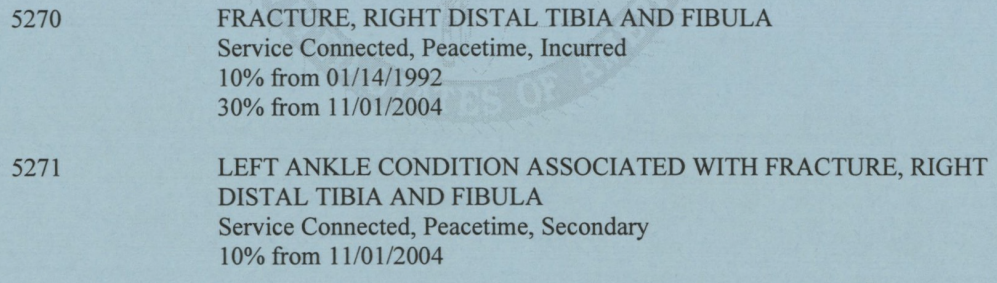 5270 FRACTURE, RIGHT DISTAL TIBIA AND FIBULA
Service Connected, Peacetime, Incurred
10% from 01/14/1992
30% from 11/01/2004
5271 LEFT ANKLE CONDITION ASSOCIATED WITH FRACTURE, RIGHT
DISTAL TIBIA AND FIBULA
Service Connected, Peacetime, Secondary
10% from 11/01/2004